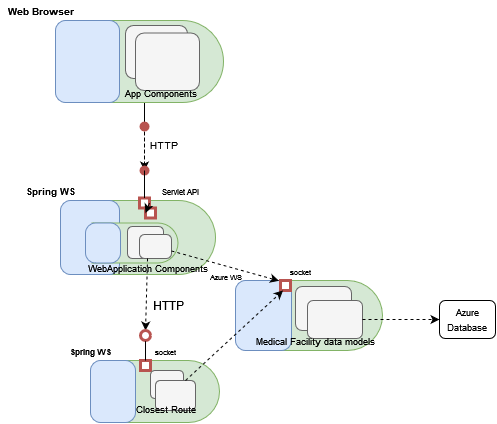 Web Browser
App Components
HTTP
Servlet API
Spring WS
WebApplication Components
Azure WS
socket
HTTP
Azure
Database
Medical Facility data models
Spring WS
socket
Closest Route